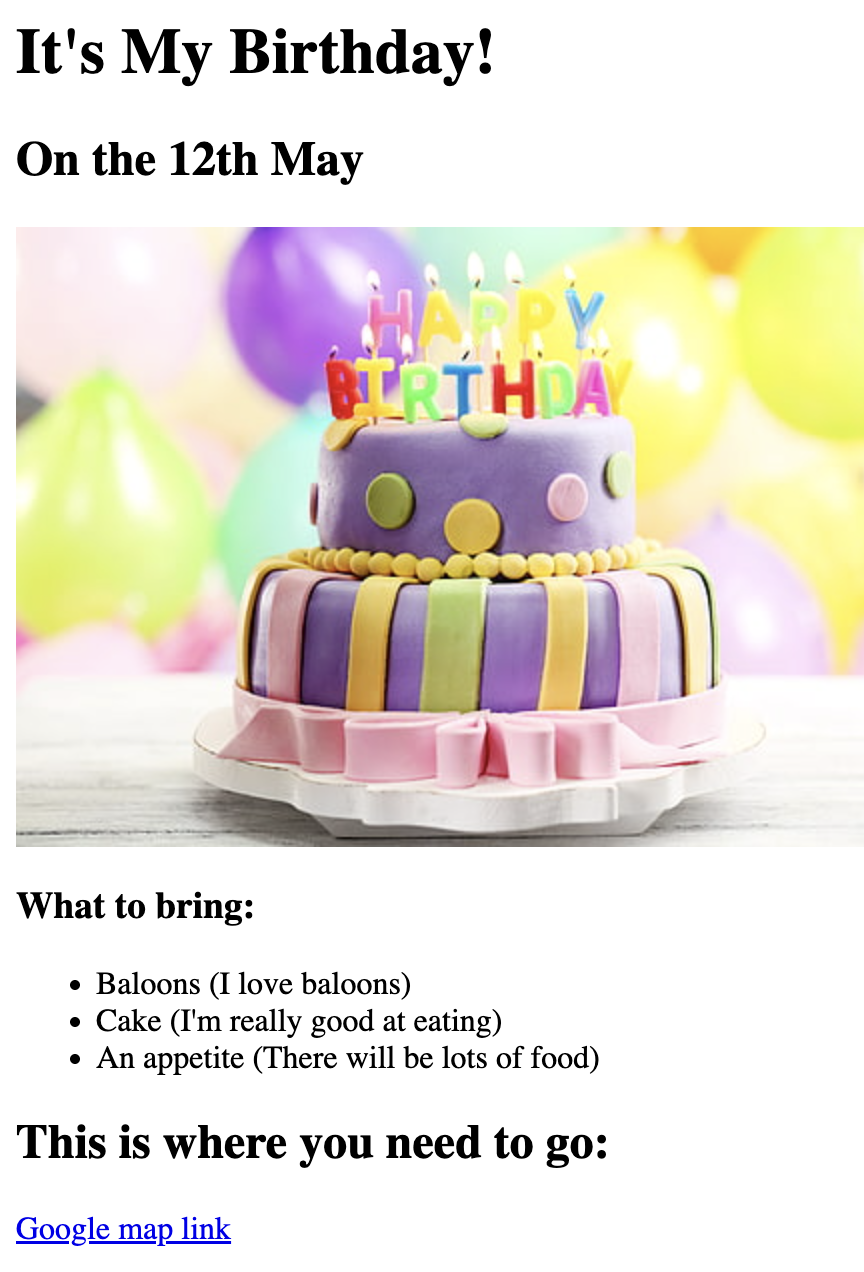 It's My Birthday!
On the 12th May
HAPPY
BIRTHDAY
What to bring:
Baloons (I love baloons)
Cake (I'm really good at eating)
An appetite (There will be lots of food)
This is where you need to go:
Google map link